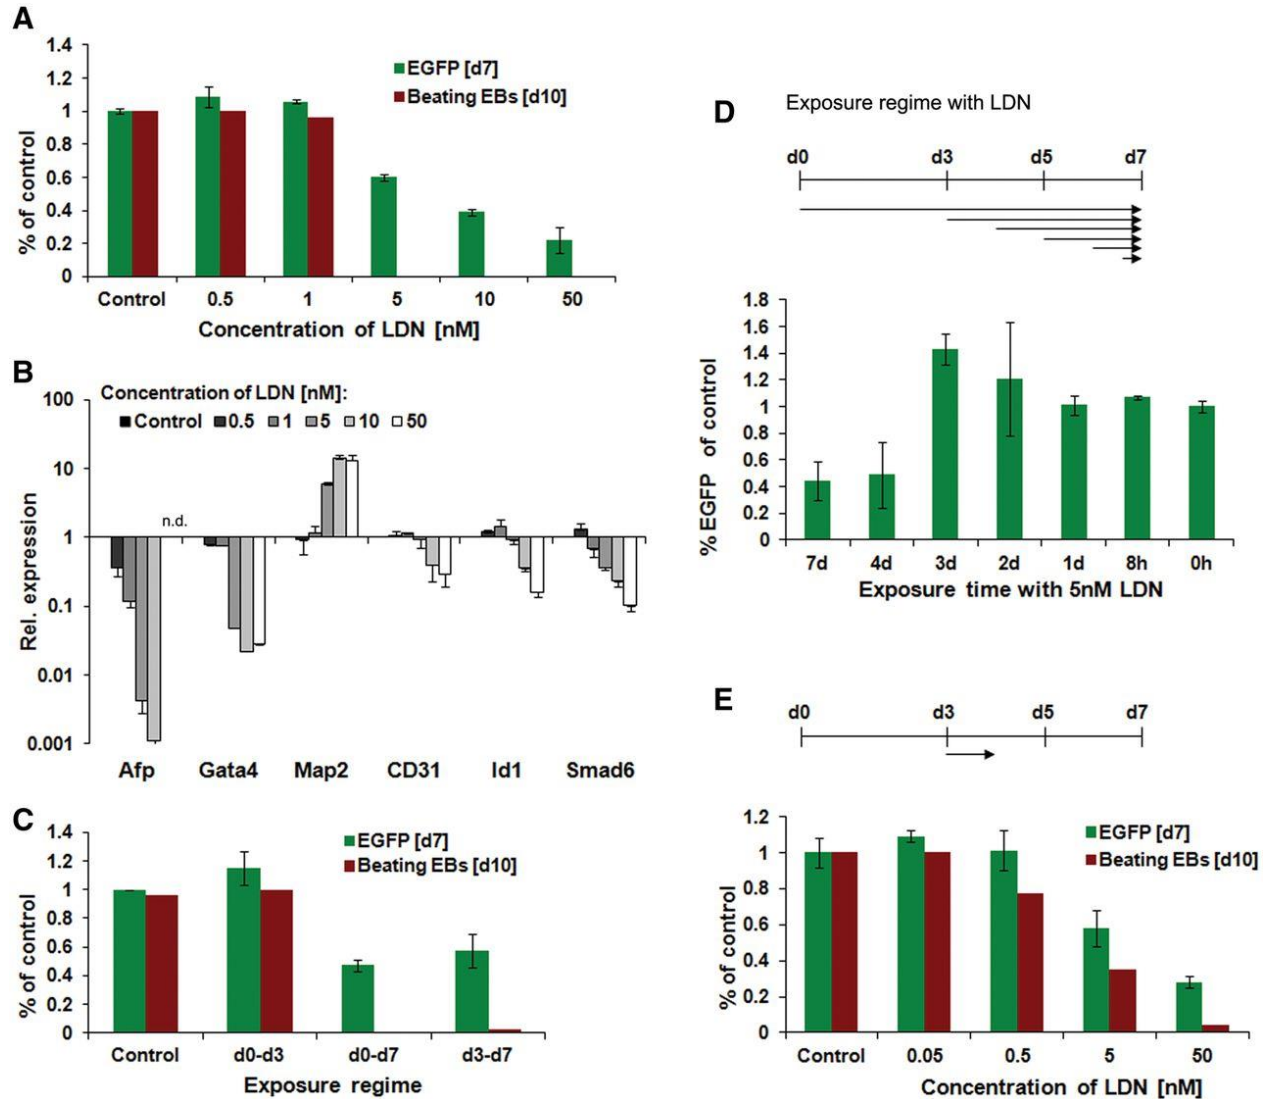 A
1.4
1.2
1
0.8
0.6
0.4
0.2
0
% of control
EGFP [d7]
Beating EBs [d10]
Control 0.5 1 5 10 50
Concentration of LDN [nM]
B
Concentration of LDN [nM]:
Control 0.5 1 5 10 50
100
10
1
0.1
0.01
0.001
Rel. expression
n.d.
Afp Gata4 Map2 CD31 Id1 Smad6
C
1.4
1.2
1
0.8
0.6
0.4
0.2
0
% of control
EGFP [d7]
Beating EBs [d10]
Control d0-d3 d0-d7 d3-d7
Exposure regime
D
Exposure regime with LDN
d0 d3 d5 d7
1.8
1.6
1.4
1.2
1
0.8
0.6
0.4
0.2
0
% EGFP of control
7d 4d 3d 2d 1d 8h 0h
Exposure time with 5nM LDN
E
d0 d3 d5 d7
1.2
1
0.8
0.6
0.4
0.2
0
% of control
EGFP [d7]
Beating EBs [d10]
Control 0.05 0.5 5 50
Concentration of LDN [nM]